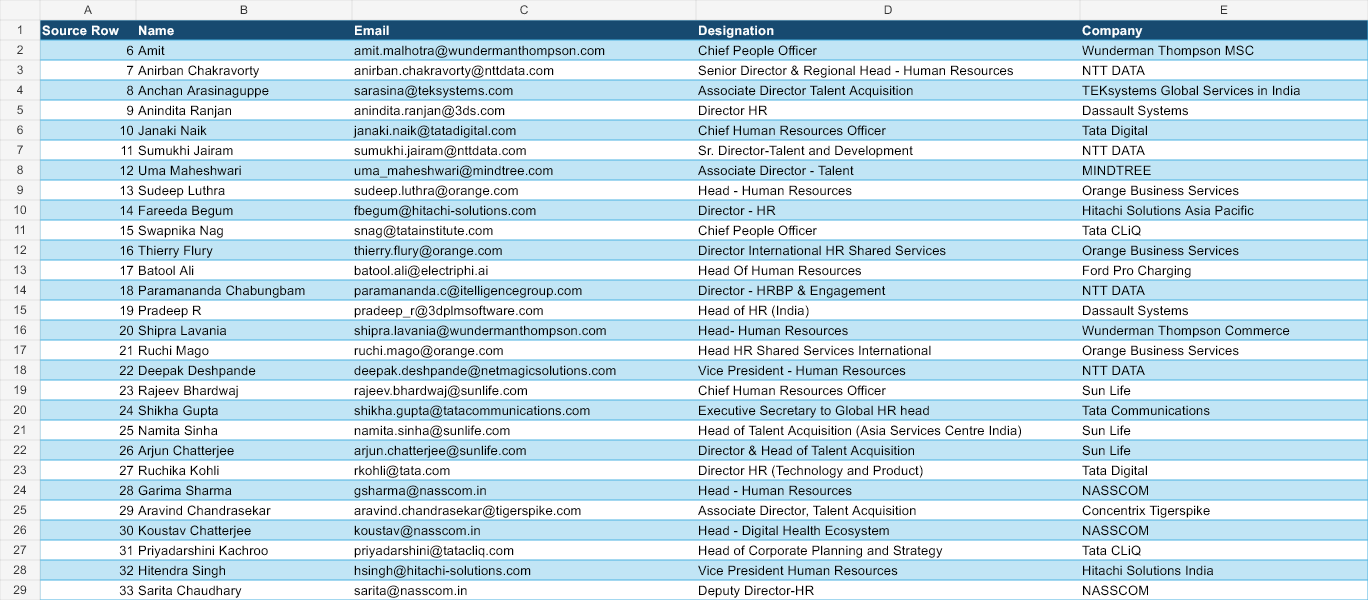 A B C D E
1 Source Row Name Email Designation Company
2 6 Amit amit.malhotra@wundermanthompson.com Chief People Officer Wunderman Thompson MSC
3 7 Anirban Chakravorty anirban.chakravorty@nttdata.com Senior Director & Regional Head - Human Resources NTT DATA
4 8 Anchan Arasinaguppe sarasina@teksystems.com Associate Director Talent Acquisition TEKsystems Global Services in India
5 9 Anindita Ranjan anindita.ranjan@3ds.com Director HR Dassault Systems
6 10 Janaki Naik janaki.naik@tatadigital.com Chief Human Resources Officer Tata Digital
7 11 Sumukhi Jairam sumukhi.jairam@nttdata.com Sr. Director-Talent and Development NTT DATA
8 12 Uma Maheshwari uma_maheshwari@mindtree.com Associate Director - Talent MINDTREE
9 13 Sudeep Luthra sudeep.luthra@orange.com Head - Human Resources Orange Business Services
10 14 Fareeda Begum fbegum@hitachi-solutions.com Director - HR Hitachi Solutions Asia Pacific
11 15 Swapnika Nag snag@tatainstitute.com Chief People Officer Tata CLiQ
12 16 Thierry Flury thierry.flury@orange.com Director International HR Shared Services Orange Business Services
13 17 Batool Ali batool.ali@electriphi.ai Head Of Human Resources Ford Pro Charging
14 18 Paramananda Chabungbam paramananda.c@itelligencegroup.com Director - HRBP & Engagement NTT DATA
15 19 Pradeep R pradeep_r@3dplmsoftware.com Head of HR (India) Dassault Systems
16 20 Shipra Lavania shipra.lavania@wundermanthompson.com Head- Human Resources Wunderman Thompson Commerce
17 21 Ruchi Mago ruchi.mago@orange.com Head HR Shared Services International Orange Business Services
18 22 Deepak Deshpande deepak.deshpande@netmagicsolutions.com Vice President - Human Resources NTT DATA
19 23 Rajeev Bhardwaj rajeev.bhardwaj@sunlife.com Chief Human Resources Officer Sun Life
20 24 Shikha Gupta shikha.gupta@tatacommunications.com Executive Secretary to Global HR head Tata Communications
21 25 Namita Sinha namita.sinha@sunlife.com Head of Talent Acquisition (Asia Services Centre India) Sun Life
22 26 Arjun Chatterjee arjun.chatterjee@sunlife.com Director & Head of Talent Acquisition Sun Life
23 27 Ruchika Kohli rkohli@tata.com Director HR (Technology and Product) Tata Digital
24 28 Garima Sharma gsharma@nasscom.in Head - Human Resources NASSCOM
25 29 Aravind Chandrasekar aravind.chandrasekar@tigerspike.com Associate Director, Talent Acquisition Concentrix Tigerspike
26 30 Koustav Chatterjee koustav@nasscom.in Head - Digital Health Ecosystem NASSCOM
27 31 Priyadarshini Kachroo priyadarshini@tatacliq.com Head of Corporate Planning and Strategy Tata CLiQ
28 32 Hitendra Singh hsingh@hitachi-solutions.com Vice President Human Resources Hitachi Solutions India
29 33 Sarita Chaudhary sarita@nasscom.in Deputy Director-HR NASSCOM